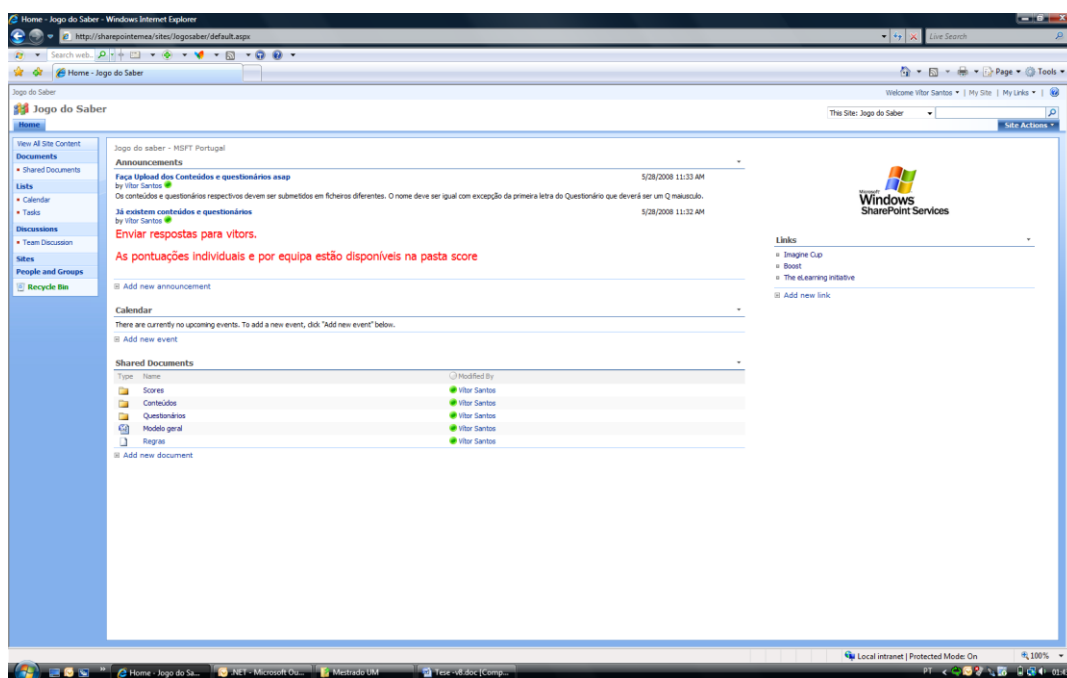 Home - Jogo do Saber - Windows Internet Explorer
http://sharepointemea/sites/Jogosaber/default.aspx
Live Search
Search web...
Home - Jogo do Saber
Page
Tools
Jogo do Saber
Welcome Vitor Santos
My Site
My Links
Jogo do Saber
This Site: Jogo do Saber
Home
Site Actions
View All Site Content
Documents
Shared Documents
Lists
Calendar
Tasks
Discussions
Team Discussion
Sites
People and Groups
Recycle Bin
Jogo do saber - MSFT Portugal
Announcements
Faça Upload dos Conteúdos e questionários asap
5/28/2008 11:33 AM
by Vitor Santos
Os conteúdos e questionários respectivos devem ser submetidos em ficheiros diferentes. O nome deve ser igual com excepção da primeira letra do Questionário que deverá ser um Q maiusculo.
Já existem conteúdos e questionários
5/28/2008 11:32 AM
by Vitor Santos
Enviar respostas para vitors.
As pontuações individuais e por equipa estão disponíveis na pasta score
Add new announcement
Calendar
There are currently no upcoming events. To add a new event, click "Add new event" below.
Add new event
Shared Documents
Type Name Modified By
Scores Vitor Santos
Conteúdos Vitor Santos
Questionários Vitor Santos
Modelo geral Vitor Santos
Regras Vitor Santos
Add new document
Microsoft
Windows
SharePoint Services
Links
Imagine Cup
Boost
The eLearning initiative
Add new link
Local intranet | Protected Mode: On
100%
Home - Jogo do Sa...
.NET - Microsoft Ou...
Mestrado UM
Tese -v8.doc [Comp...
PT